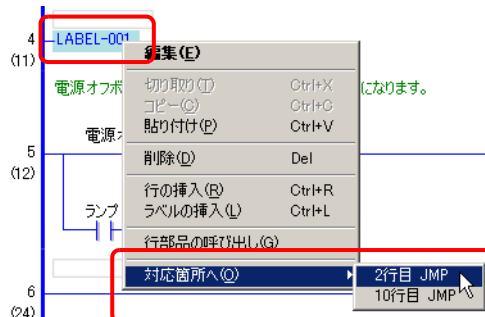 4
LABEL-001
(11)
編集(E)
電源オフボ
になります。
切り取り(T) Ctrl+X
コピー(C) Ctrl+C
貼り付け(P) Ctrl+V
電源
5
(12)
削除(D) Del
行の挿入(R) Ctrl+R
ラベルの挿入(L) Ctrl+L
ランプ
行部品の呼び出し(G)
対応箇所へ(O)
2行目 JMP
10行目 JMP
6
(24)